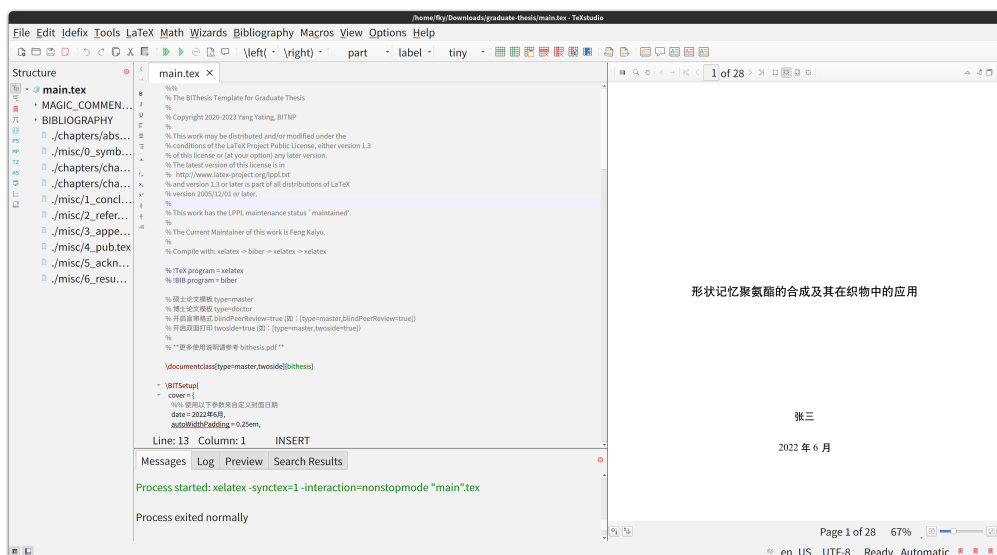 /home/fky/Downloads/graduate-thesis/main.tex - TeXstudio
File Edit Idefix Tools LaTeX Math Wizards Bibliography Macros View Options Help
\left( \right) part label tiny
Structure
main.tex
MAGIC_COMMEN...
BIBLIOGRAPHY
./chapters/abs...
./misc/0_symb...
./chapters/cha...
./chapters/cha...
./misc/1_concl...
./misc/2_refer...
./misc/3_appe...
./misc/4_pub.tex
./misc/5_ackn...
./misc/6_resu...
main.tex
%%
% The BIThesis Template for Graduate Thesis
%
% Copyright 2020-2023 Yang Yating, BITNP
%
% This work may be distributed and/or modified under the
% conditions of the LaTeX Project Public License, either version 1.3
% of this license or (at your option) any later version.
% The latest version of this license is in
% http://www.latex-project.org/lppl.txt
% and version 1.3 or later is part of all distributions of LaTeX
% version 2005/12/01 or later.
%
% This work has the LPPL maintenance status `maintained'.
%
% The Current Maintainer of this work is Feng Kaiyu.
%
% Compile with: xelatex -> biber -> xelatex -> xelatex
% !TeX program = xelatex
% !BIB program = biber
% 硕士论文模板 type=master
% 博士论文模板 type=doctor
% 开启盲审格式 blindPeerReview=true (如：[type=master,blindPeerReview=true])
% 开启双面打印 twoside=true (如：[type=master,twoside=true])
%
% **更多使用说明请参考 bithesis.pdf **
\documentclass[type=master,twoside]{bithesis}
\BITSetup{
cover = {
%% 使用以下参数来自定义封面日期
date = 2022年6月,
autoWidthPadding = 0.25em,
Line: 13 Column: 1 INSERT
Messages Log Preview Search Results
Process started: xelatex -synctex=1 -interaction=nonstopmode "main".tex
Process exited normally
1 of 28
形状记忆聚氨酯的合成及其在织物中的应用
张三
2022 年 6 月
Page 1 of 28 67%
en_US UTF-8 Ready Automatic